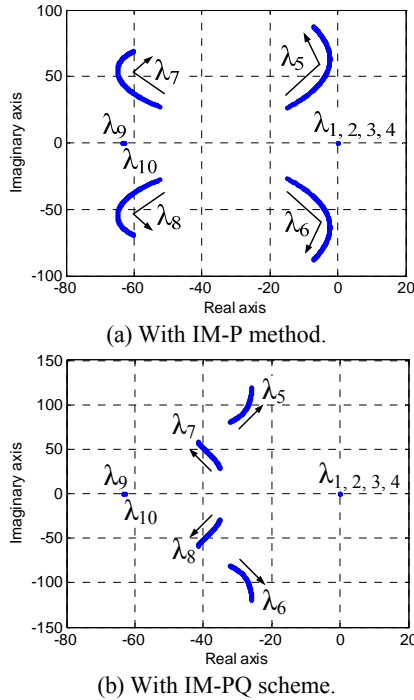 100
50
0
-50
-100
Imaginary axis
λ5
λ7
λ9
λ10
λ1, 2, 3, 4
λ8
λ6
-80 -60 -40 -20 0 20
Real axis
(a) With IM-P method.
150
100
50
0
-50
-100
-150
Imaginary axis
λ5
λ7
λ9
λ10
λ1, 2, 3, 4
λ8
λ6
-80 -60 -40 -20 0 20
Real axis
(b) With IM-PQ scheme.